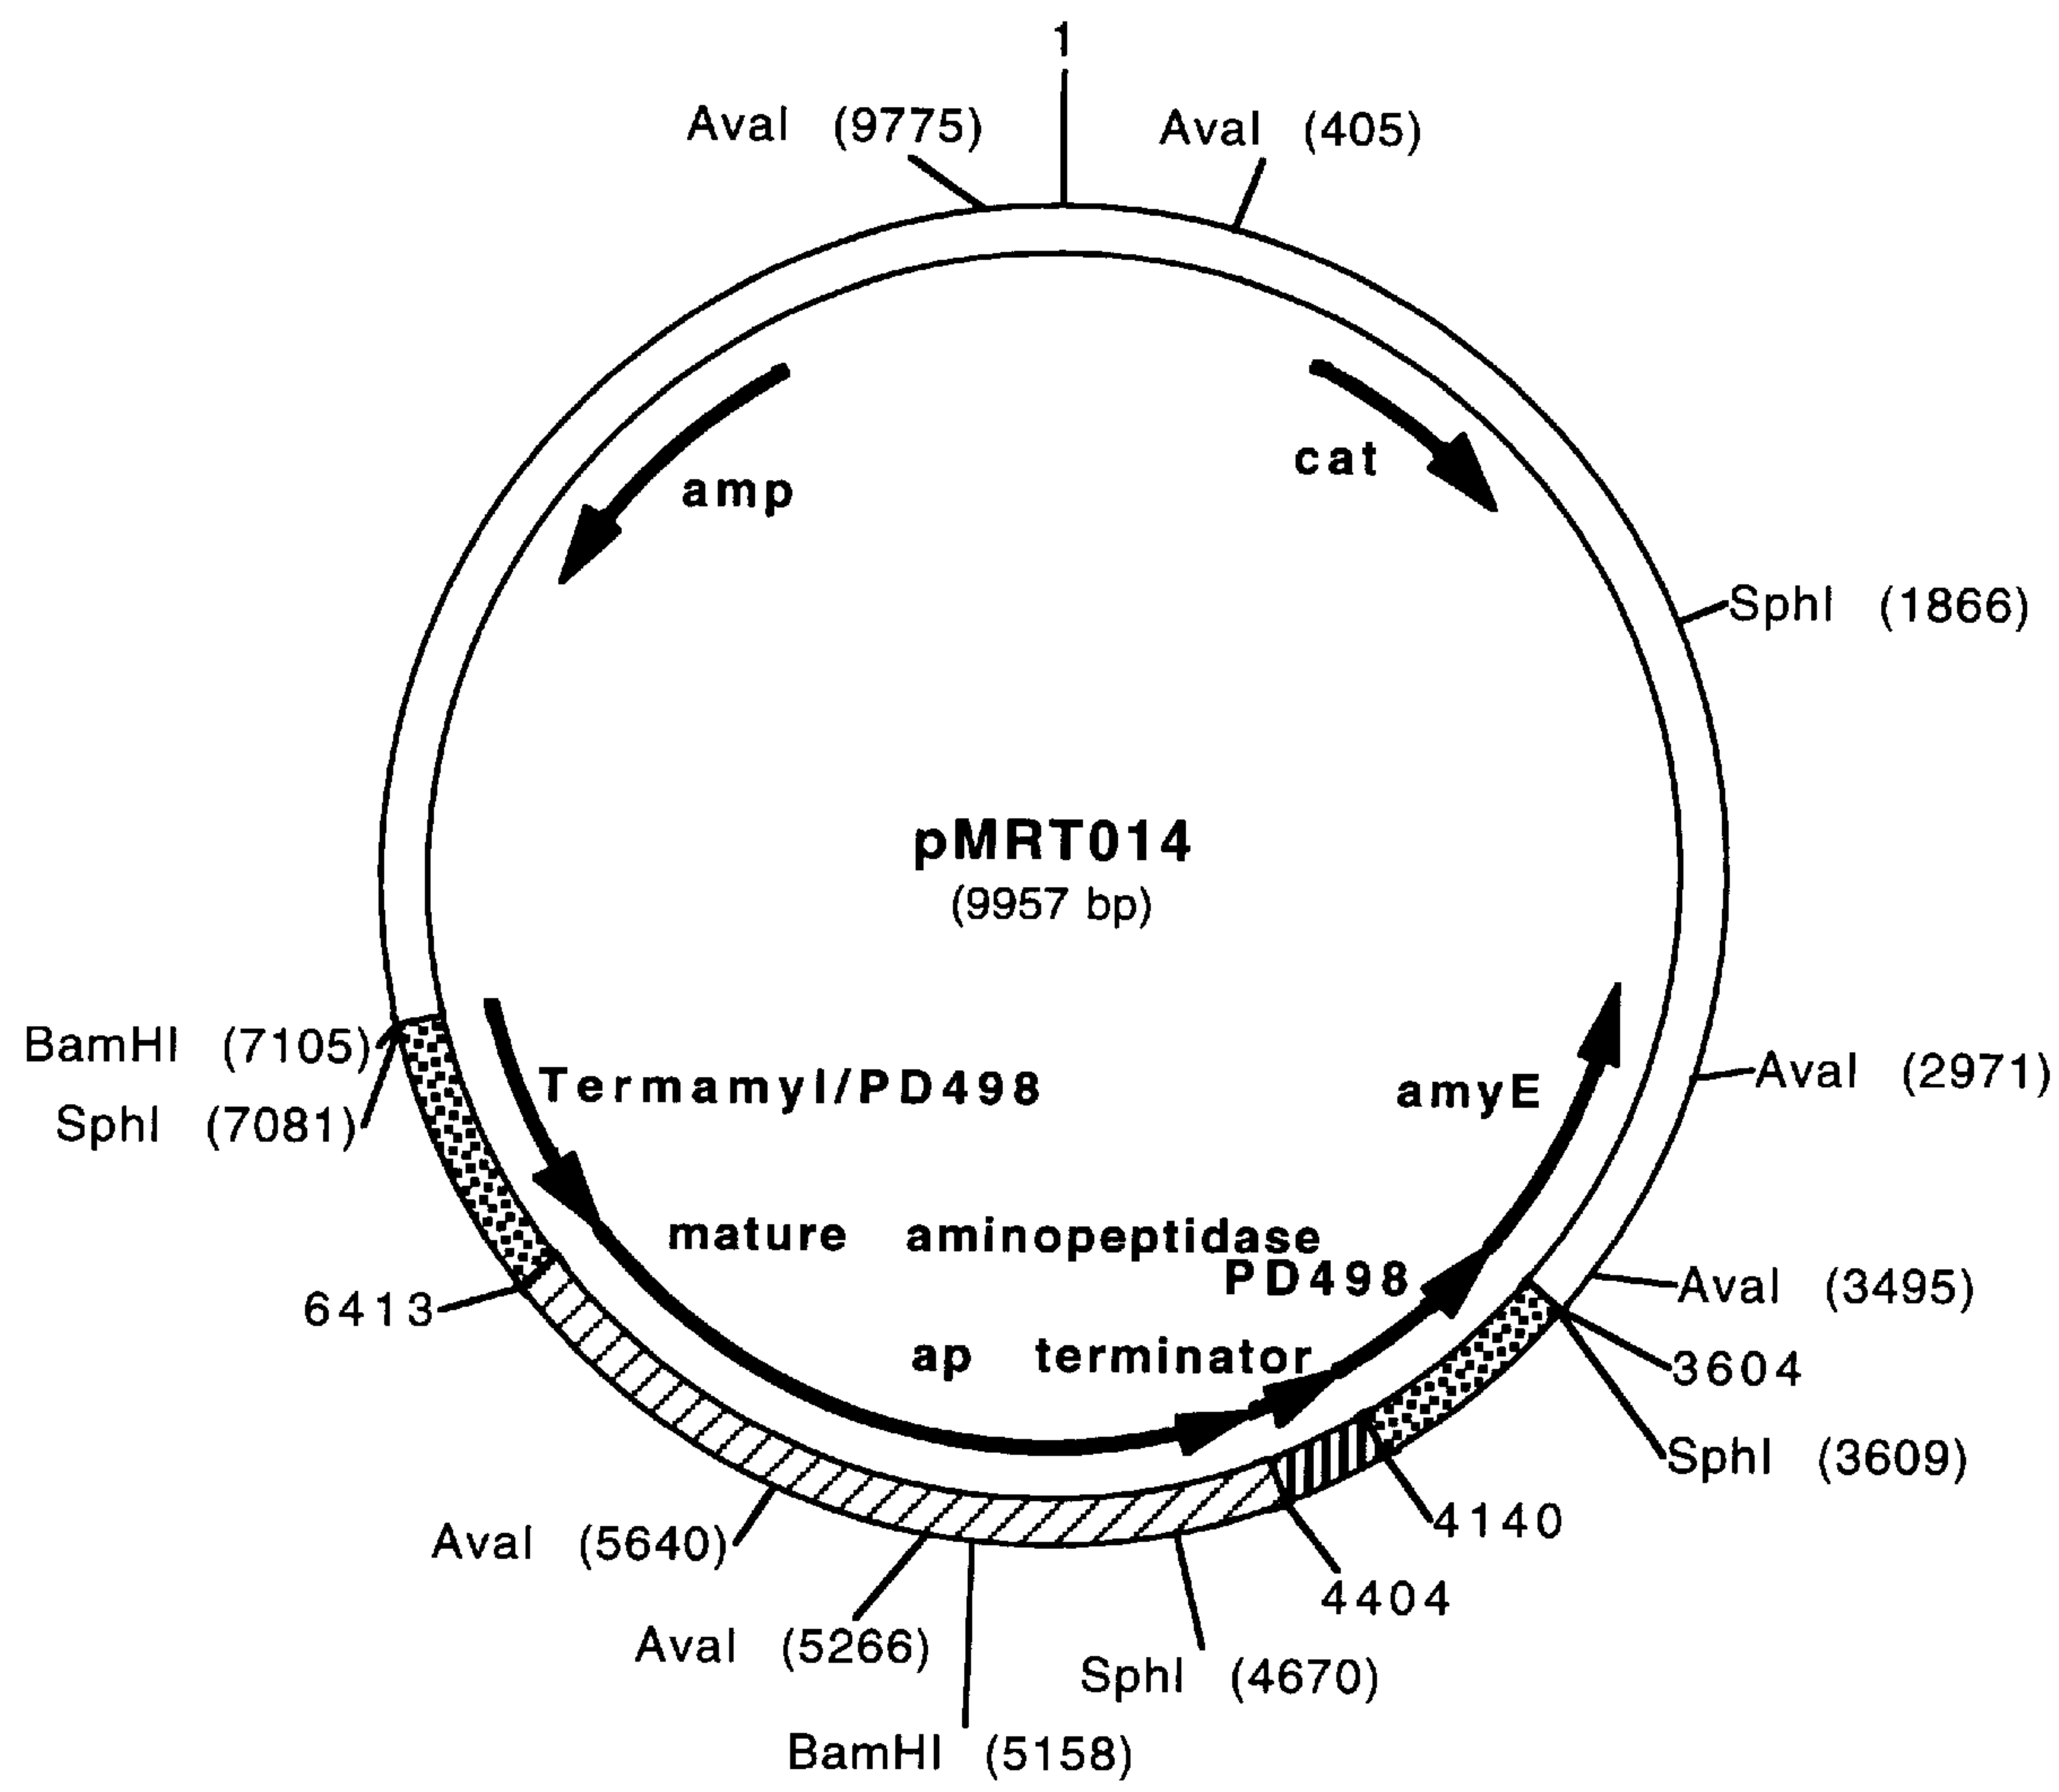 1
AvaI (9775)
AvaI (405)
cat
amp
SphI (1866)
pMRT014
(9957 bp)
BamHI (7105)
SphI (7081)
Termamyl/PD498
amyE
AvaI (2971)
mature aminopeptidase
PD498
6413
AvaI (3495)
ap terminator
3604
SphI (3609)
4140
AvaI (5640)
4404
AvaI (5266)
SphI (4670)
BamHI (5158)